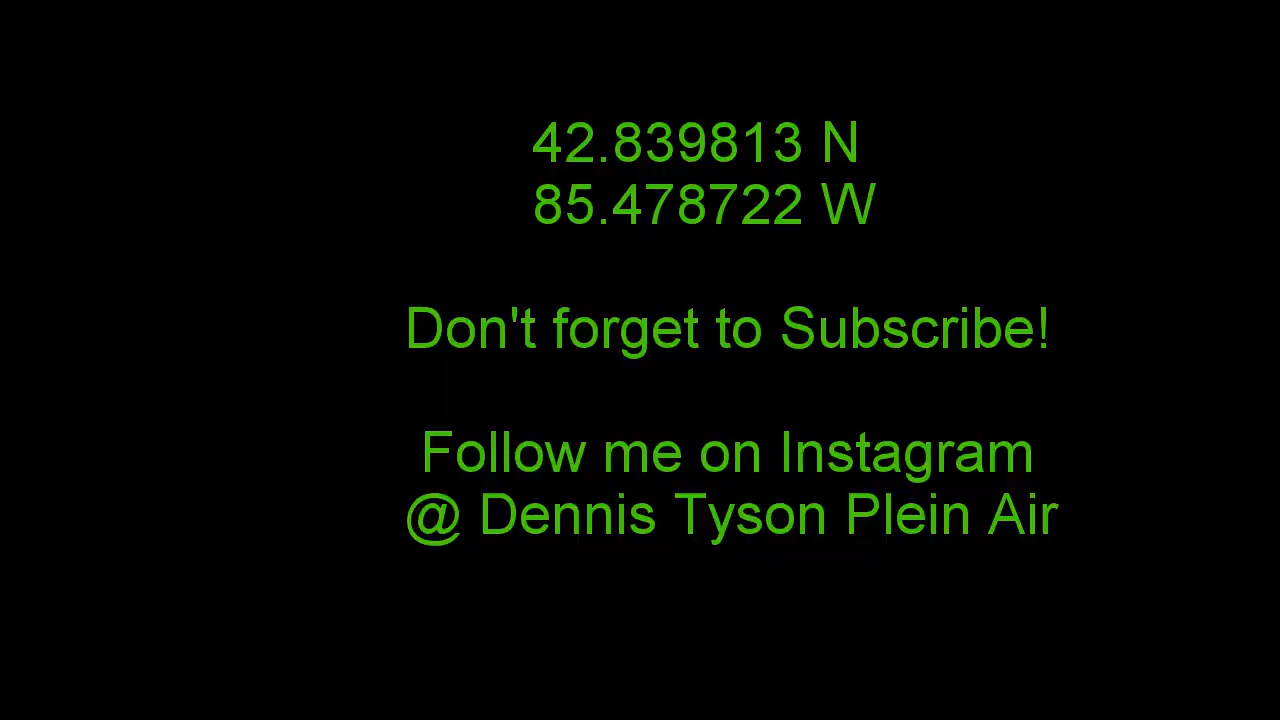 42.839813 N
85.478722 W
Don't forget to Subscribe!
Follow me on Instagram
@ Dennis Tyson Plein Air